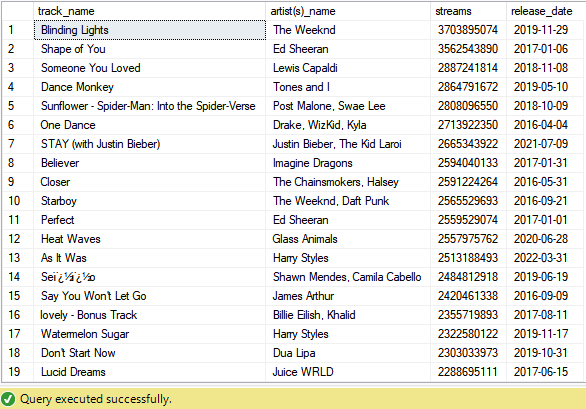 track_name artist(s)_name streams release_date
1 Blinding Lights The Weeknd 3703895074 2019-11-29
2 Shape of You Ed Sheeran 3562543890 2017-01-06
3 Someone You Loved Lewis Capaldi 2887241814 2018-11-08
4 Dance Monkey Tones and I 2864791672 2019-05-10
5 Sunflower - Spider-Man: Into the Spider-Verse Post Malone, Swae Lee 2808096550 2018-10-09
6 One Dance Drake, WizKid, Kyla 2713922350 2016-04-04
7 STAY (with Justin Bieber) Justin Bieber, The Kid Laroi 2665343922 2021-07-09
8 Believer Imagine Dragons 2594040133 2017-01-31
9 Closer The Chainsmokers, Halsey 2591224264 2016-05-31
10 Starboy The Weeknd, Daft Punk 2565529693 2016-09-21
11 Perfect Ed Sheeran 2559529074 2017-01-01
12 Heat Waves Glass Animals 2557975762 2020-06-28
13 As It Was Harry Styles 2513188493 2022-03-31
14 Seï¿½ï¿½o Shawn Mendes, Camila Cabello 2484812918 2019-06-19
15 Say You Won't Let Go James Arthur 2420461338 2016-09-09
16 lovely - Bonus Track Billie Eilish, Khalid 2355719893 2017-08-11
17 Watermelon Sugar Harry Styles 2322580122 2019-11-17
18 Don't Start Now Dua Lipa 2303033973 2019-10-31
19 Lucid Dreams Juice WRLD 2288695111 2017-06-15
Query executed successfully.